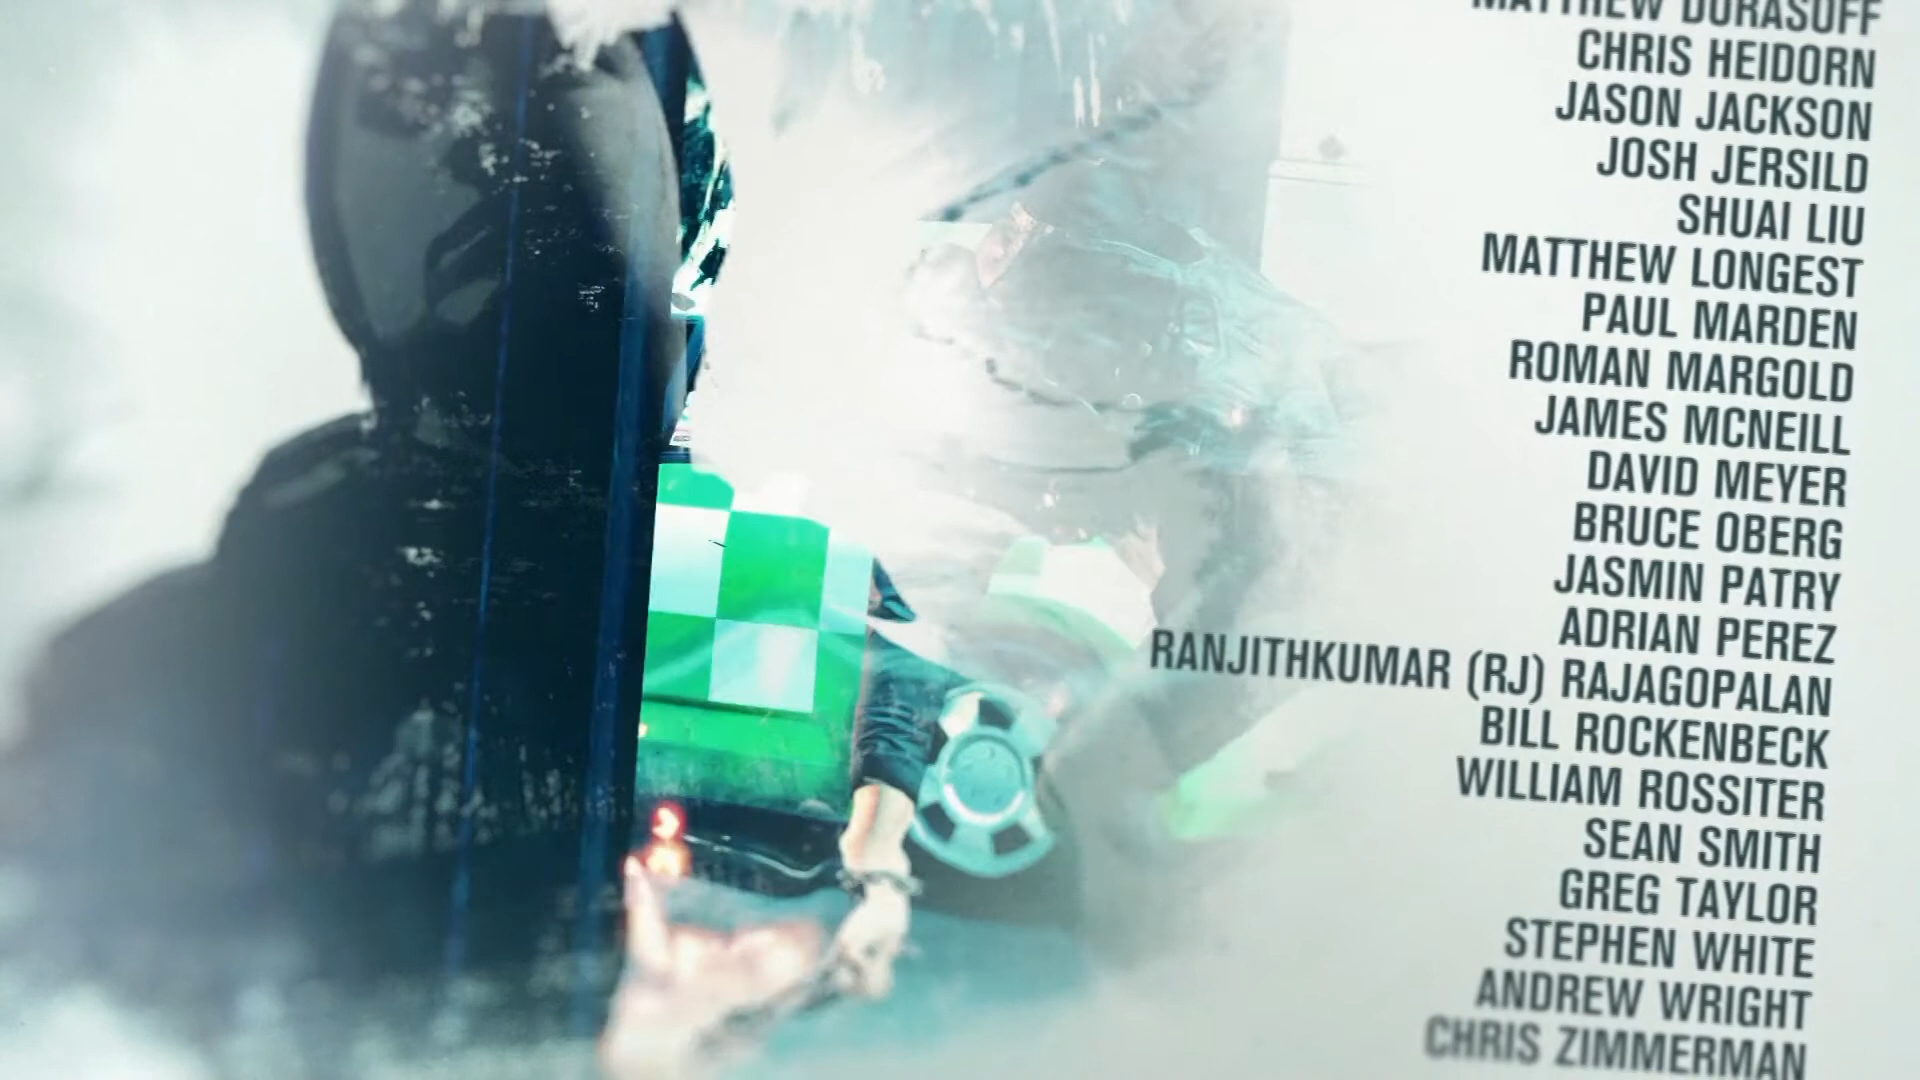 MATTHEW DURASOFF
CHRIS HEIDORN
JASON JACKSON
JOSH JERSILD
SHUAI LIU
MATTHEW LONGEST
PAUL MARDEN
ROMAN MARGOLD
JAMES MCNEILL
DAVID MEYER
BRUCE OBERG
JASMIN PATRY
ADRIAN PEREZ
RANJITHKUMAR (RJ) RAJAGOPALAN
BILL ROCKENBECK
WILLIAM ROSSITER
SEAN SMITH
GREG TAYLOR
STEPHEN WHITE
ANDREW WRIGHT
CHRIS ZIMMERMAN